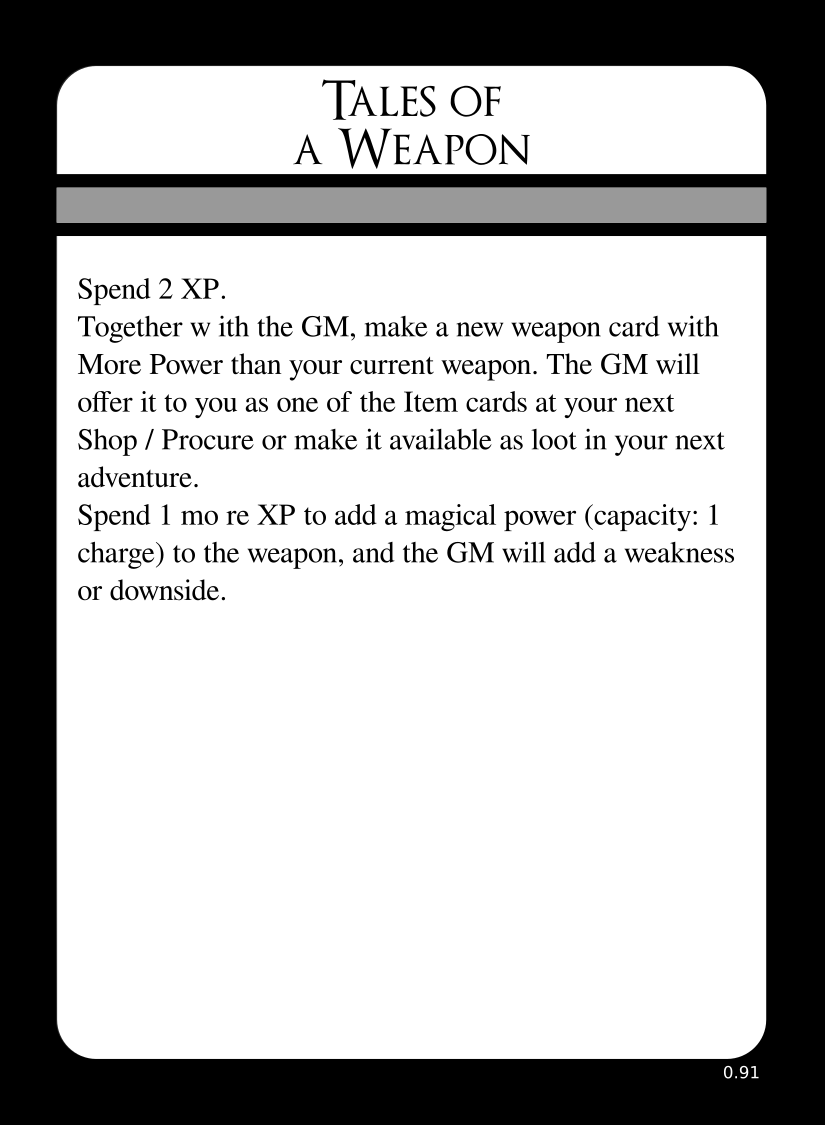 Tales of
a Weapon
Spend 2 XP.
Together w ith the GM, make a new weapon card with
More Power than your current weapon. The GM will
offer it to you as one of the Item cards at your next
Shop / Procure or make it available as loot in your next
adventure.
Spend 1 mo re XP to add a magical power (capacity: 1
charge) to the weapon, and the GM will add a weakness
or downside.
0.91